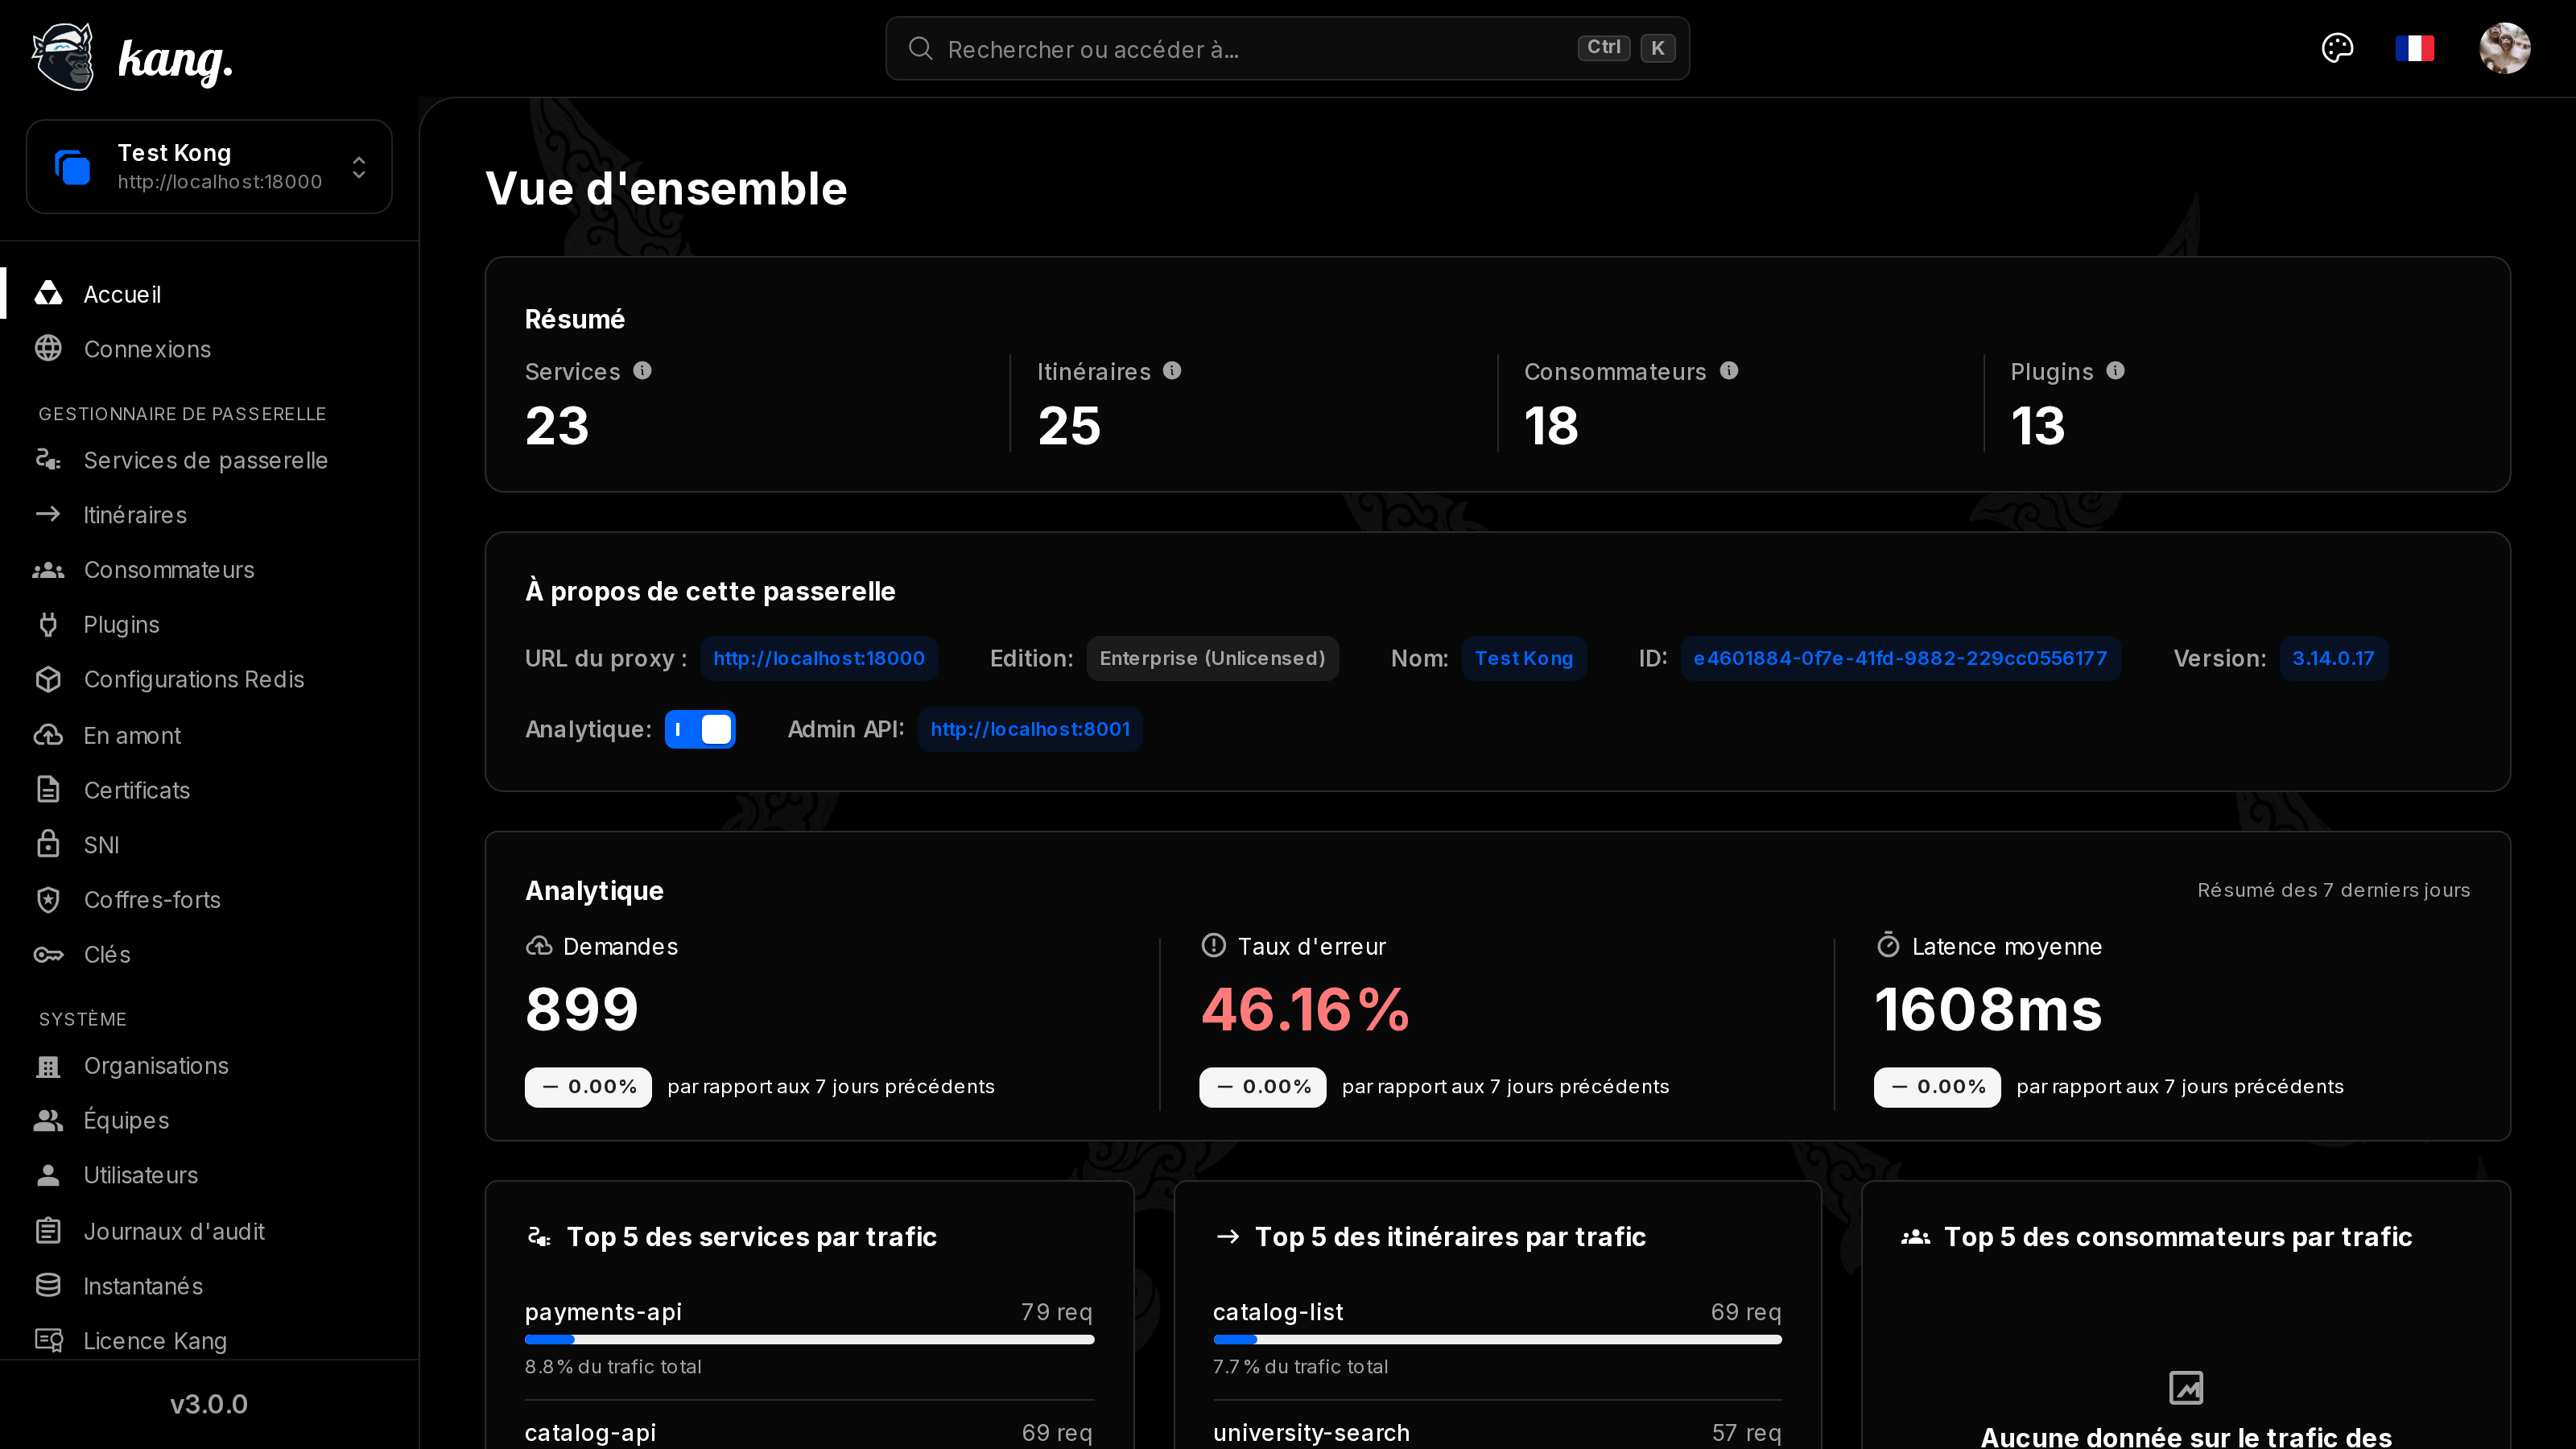 kang.
Rechercher ou accéder à...
Ctrl K
Test Kong
http://localhost:18000
Accueil
Connexions
GESTIONNAIRE DE PASSERELLE
Services de passerelle
Itinéraires
Consommateurs
Plugins
Configurations Redis
En amont
Certificats
SNI
Coffres-forts
Clés
SYSTÈME
Organisations
Équipes
Utilisateurs
Journaux d'audit
Instantanés
Licence Kang
v3.0.0
Vue d'ensemble
Résumé
Services Itinéraires Consommateurs Plugins
23 25 18 13
À propos de cette passerelle
URL du proxy : http://localhost:18000 Edition: Enterprise (Unlicensed) Nom: Test Kong ID: e4601884-0f7e-41fd-9882-229cc0556177 Version: 3.14.0.17
Analytique: Admin API: http://localhost:8001
Analytique Résumé des 7 derniers jours
Demandes Taux d'erreur Latence moyenne
899 46.16% 1608ms
— 0.00% par rapport aux 7 jours précédents — 0.00% par rapport aux 7 jours précédents — 0.00% par rapport aux 7 jours précédents
Top 5 des services par trafic
payments-api 79 req
8.8% du trafic total
catalog-api 69 req
Top 5 des itinéraires par trafic
catalog-list 69 req
7.7% du trafic total
university-search 57 req
Top 5 des consommateurs par trafic
Aucune donnée sur le trafic des